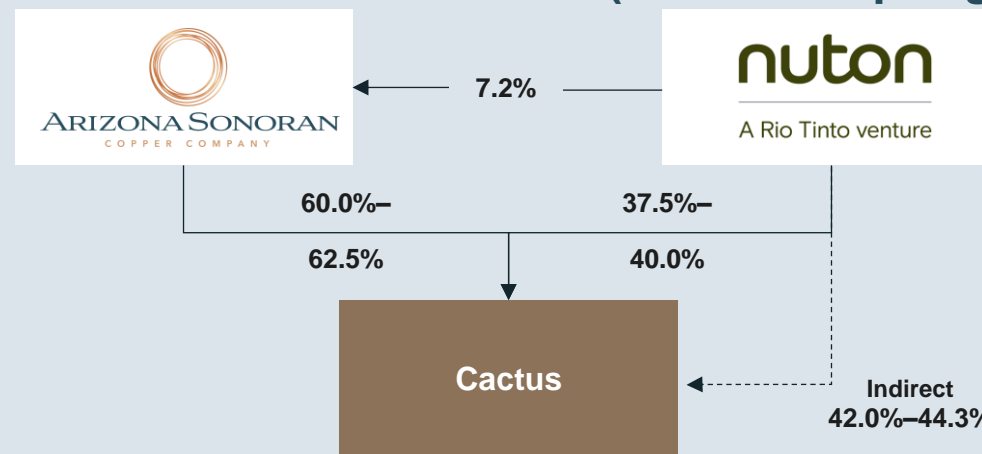 ARIZONA SONORAN
COPPER COMPANY
7.2%
nuton
A Rio Tinto venture
60.0%–
62.5%
37.5%–
40.0%
Cactus
Indirect
42.0%–44.3%